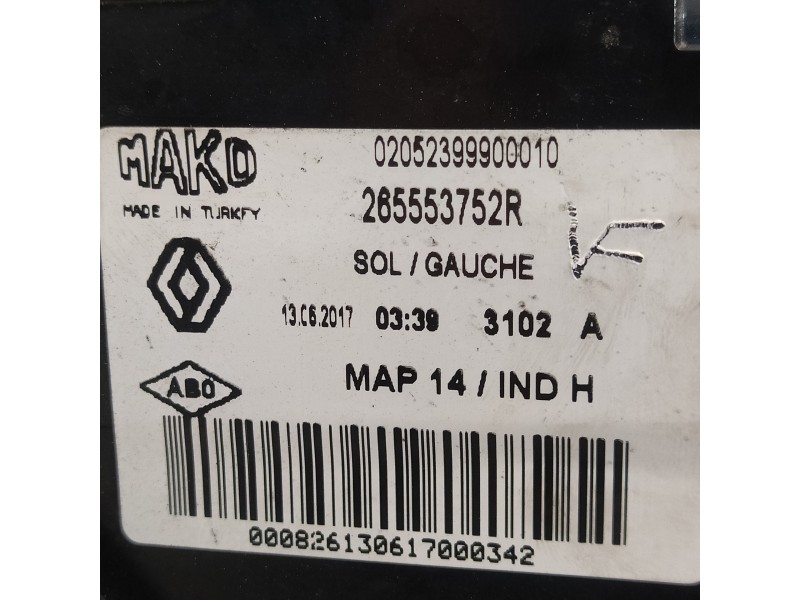 MAKO
MADE IN TURKEY
02052399900010
265553752R
SOL / GAUCHE
13.06.2017 03:39 3102 A
ABO
MAP 14 / IND H
000826130617000342